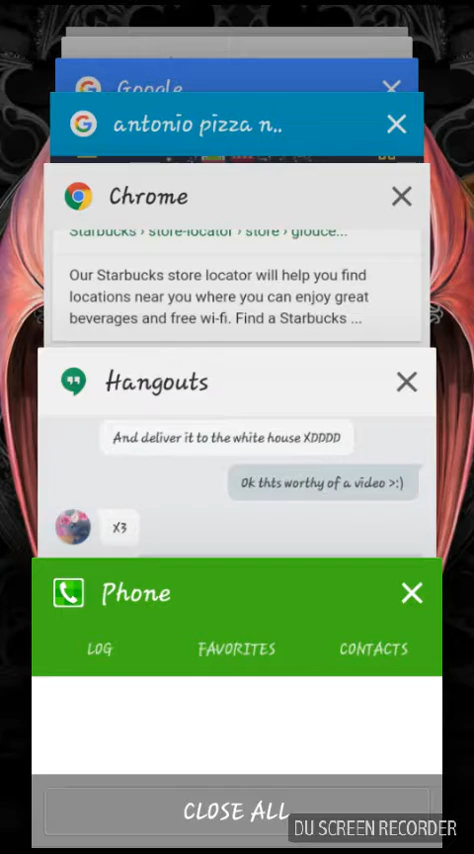 Google
antonio pizza n..
Chrome
Starbucks › store-locator › store › glouce...
Our Starbucks store locator will help you find
locations near you where you can enjoy great
beverages and free wi-fi. Find a Starbucks ...
Hangouts
And deliver it to the white house XDDDD
Ok thts worthy of a video >:)
X3
Phone
LOG FAVORITES CONTACTS
CLOSE ALL
DU SCREEN RECORDER